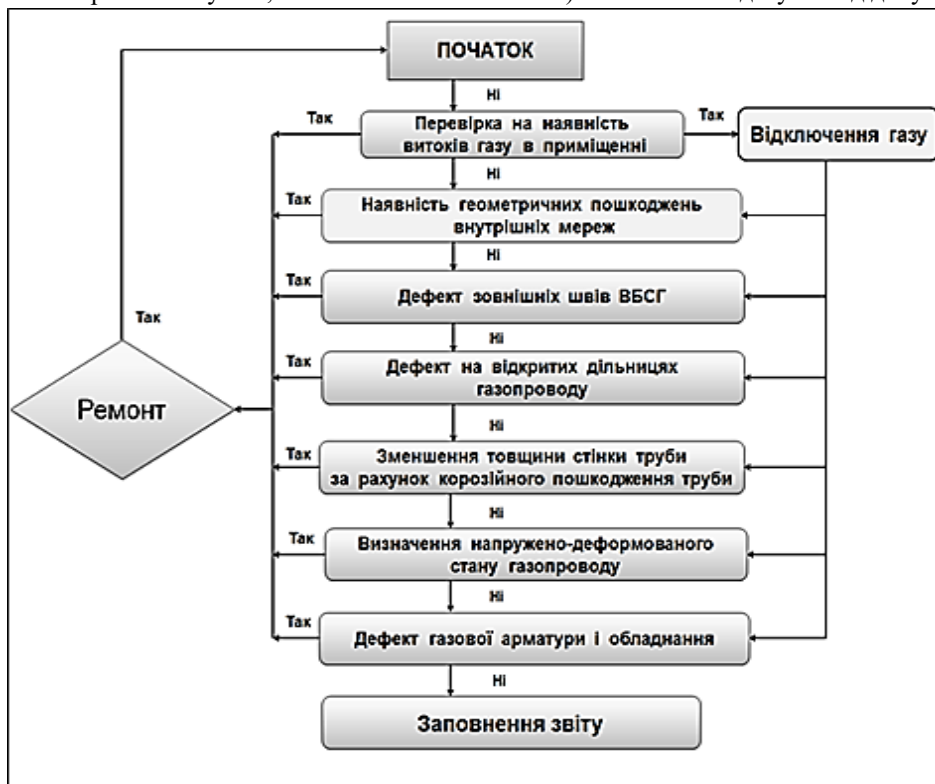 ПОЧАТОК
Ні
Так
Перевірка на наявність
витоків газу в приміщенні
Так
Відключення газу
Ні
Так
Наявність геометричних пошкоджень
внутрішніх мереж
Ні
Так
Дефект зовнішніх швів ВБСГ
Так
Ні
Так
Дефект на відкритих дільницях
газопроводу
Ремонт
Ні
Так
Зменшення товщини стінки труби
за рахунок корозійного пошкодження труби
Ні
Так
Визначення напружено-деформованого
стану газопроводу
Ні
Так
Дефект газової арматури і обладнання
Ні
Заповнення звіту